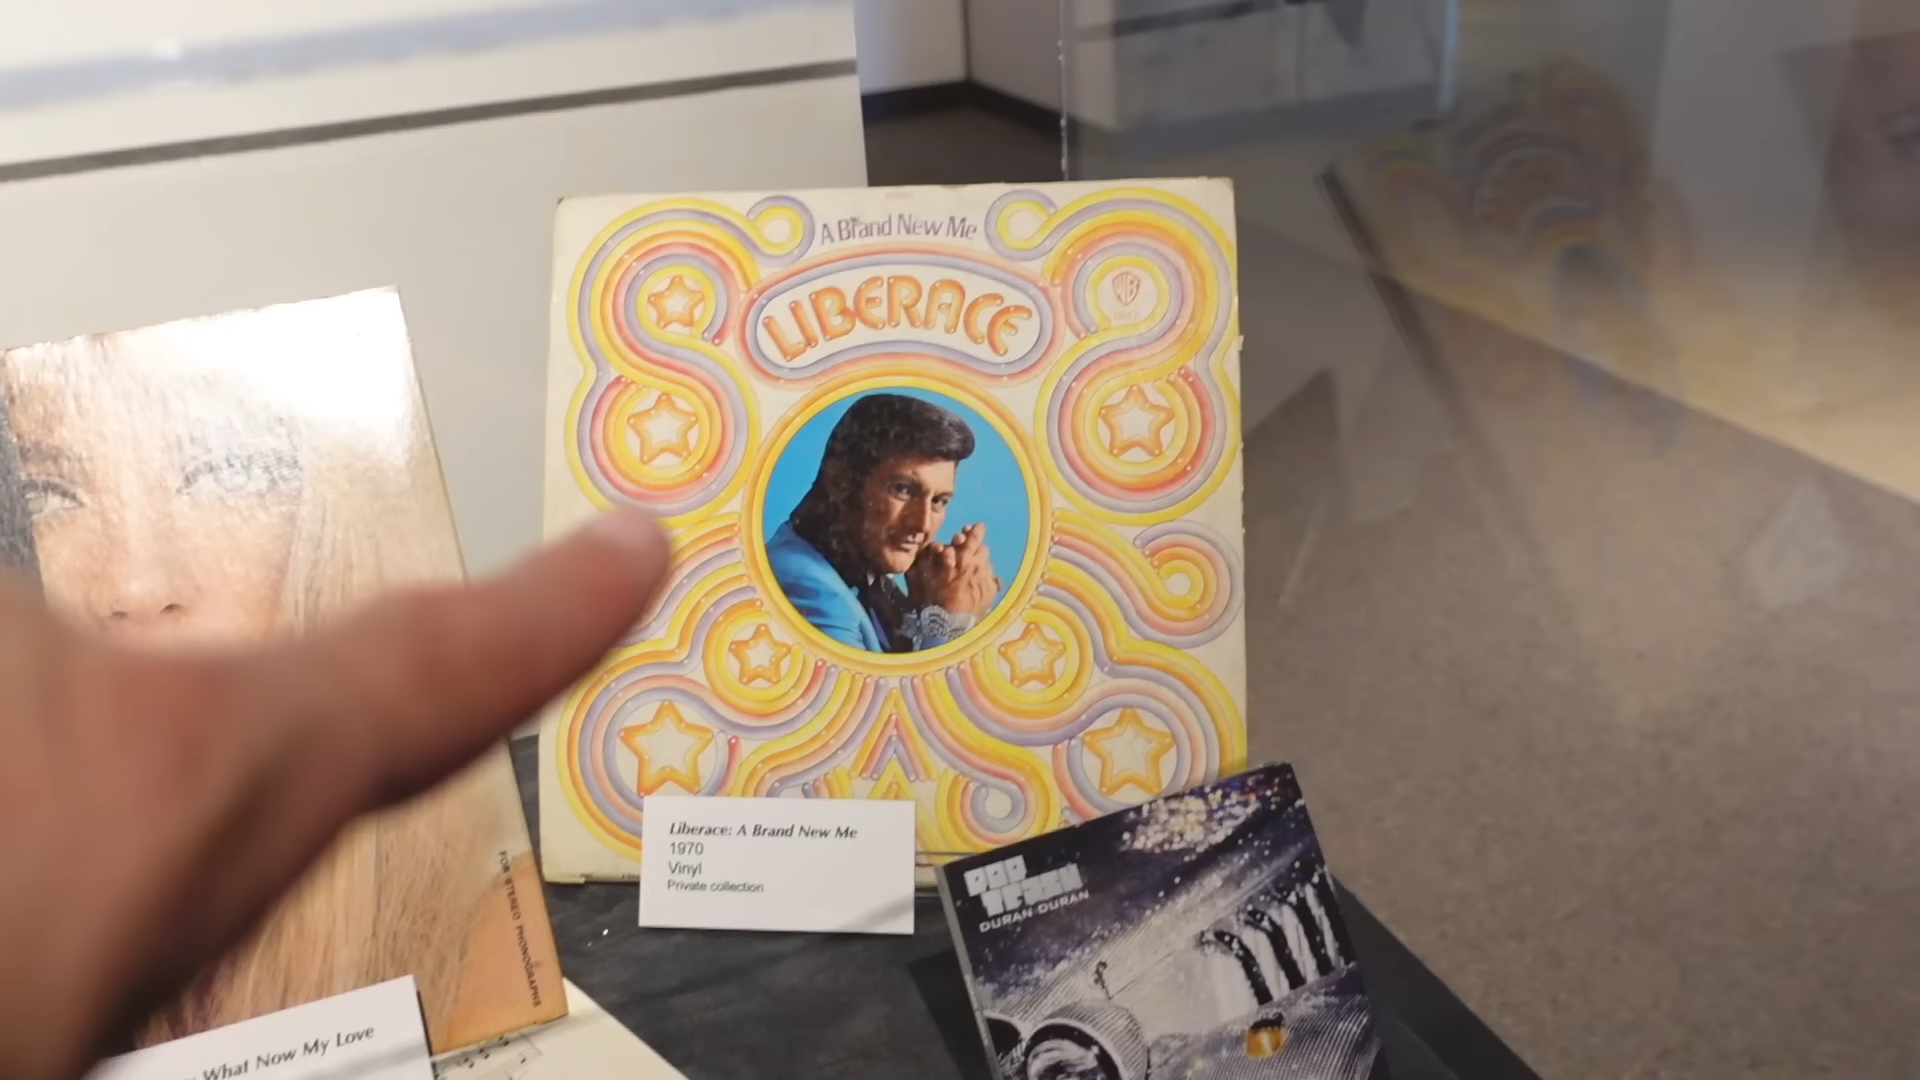 A Brand New Me
LIBERACE
WB
Liberace: A Brand New Me
1970
Vinyl
Private collection
POP
TRASH
DURAN DURAN
FOR STEREO PHONOGRAPHS
What Now My Love